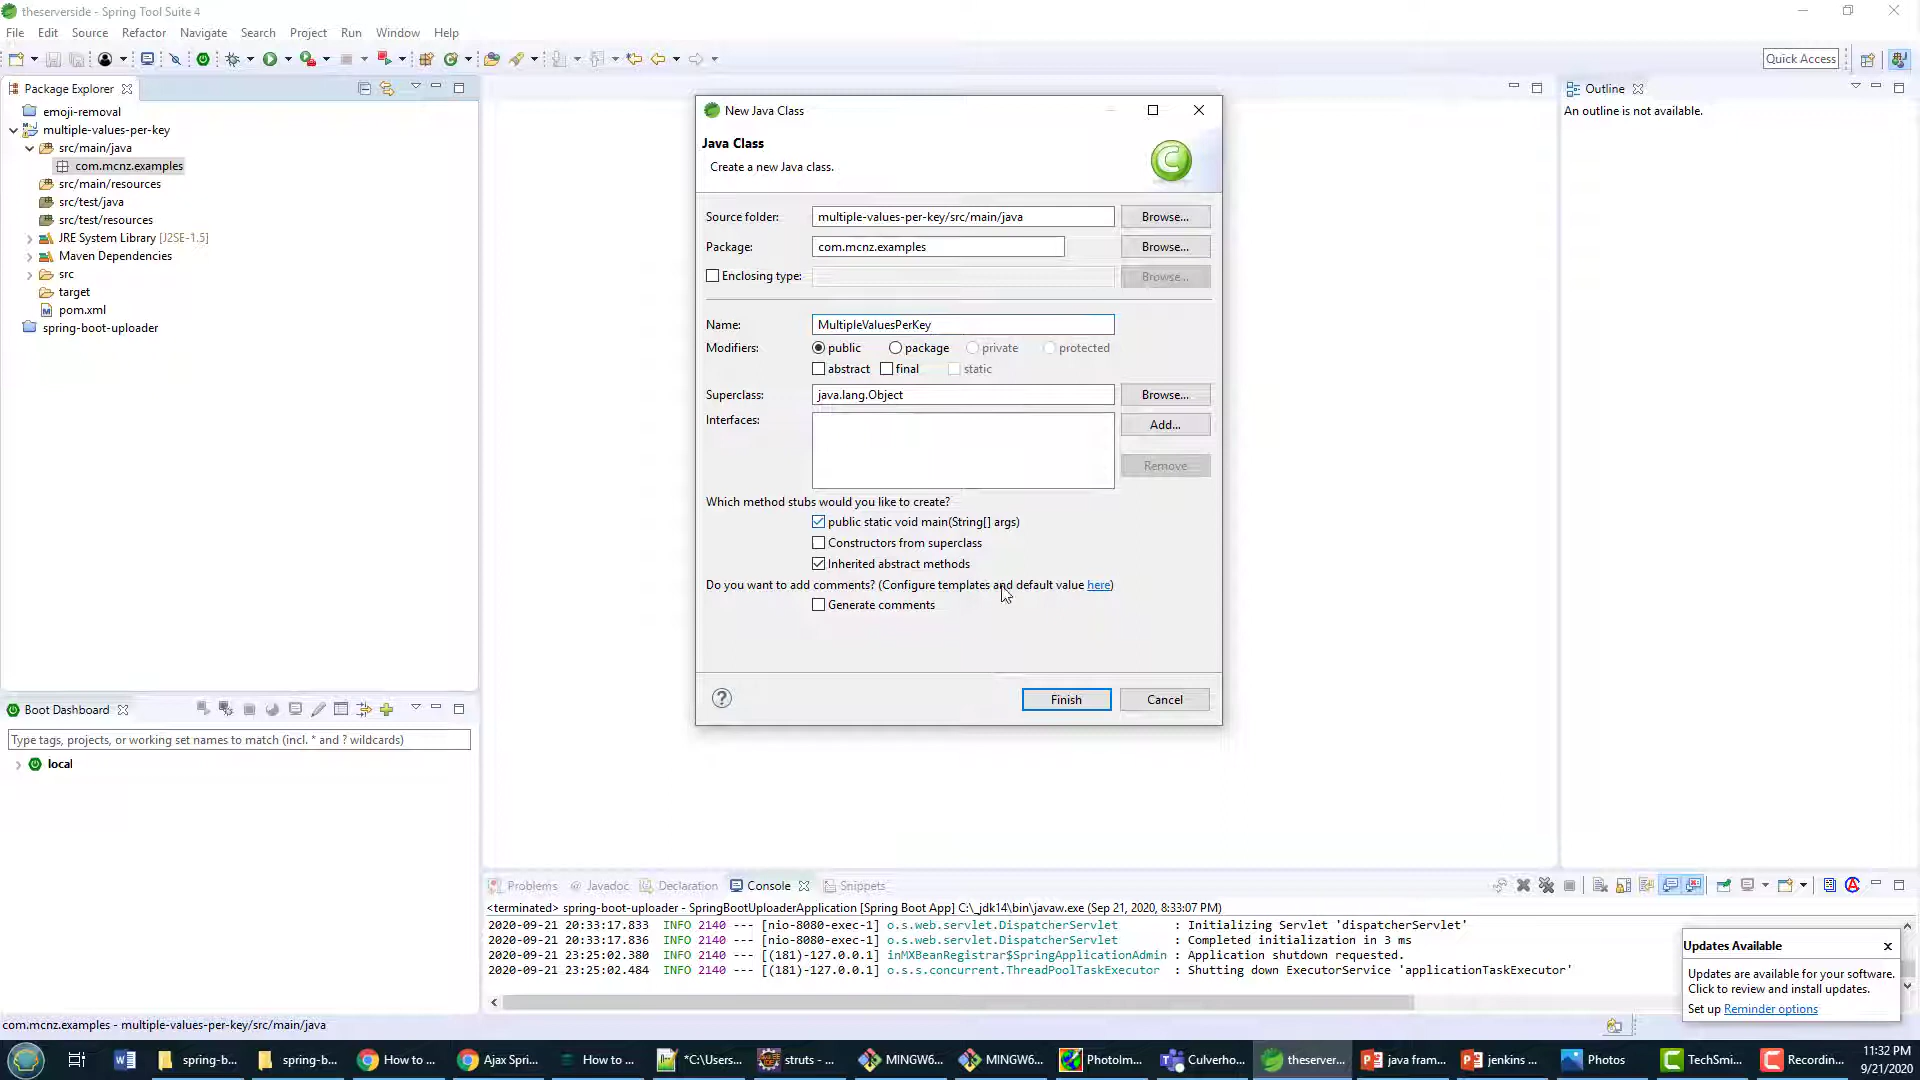 theserverside - Spring Tool Suite 4
File Edit Source Refactor Navigate Search Project Run Window Help
Quick Access
Package Explorer
emoji-removal
multiple-values-per-key
src/main/java
com.mcnz.examples
src/main/resources
src/test/java
src/test/resources
JRE System Library [J2SE-1.5]
Maven Dependencies
src
target
pom.xml
spring-boot-uploader
New Java Class
Java Class
Create a new Java class.
Source folder: multiple-values-per-key/src/main/java Browse...
Package: com.mcnz.examples Browse...
Enclosing type: Browse...
Name: MultipleValuesPerKey
Modifiers: public package private protected
abstract final static
Superclass: java.lang.Object Browse...
Interfaces: Add...
Remove
Which method stubs would you like to create?
public static void main(String[] args)
Constructors from superclass
Inherited abstract methods
Do you want to add comments? (Configure templates and default value here)
Generate comments
Finish Cancel
Outline
An outline is not available.
Boot Dashboard
Type tags, projects, or working set names to match (incl. * and ? wildcards)
local
Problems Javadoc Declaration Console Snippets
<terminated> spring-boot-uploader - SpringBootUploaderApplication [Spring Boot App] C:\_jdk14\bin\javaw.exe (Sep 21, 2020, 8:33:07 PM)
2020-09-21 20:33:17.833 INFO 2140 --- [nio-8080-exec-1] o.s.web.servlet.DispatcherServlet : Initializing Servlet 'dispatcherServlet'
2020-09-21 20:33:17.836 INFO 2140 --- [nio-8080-exec-1] o.s.web.servlet.DispatcherServlet : Completed initialization in 3 ms
2020-09-21 23:25:02.380 INFO 2140 --- [(181)-127.0.0.1] inMXBeanRegistrar$SpringApplicationAdmin : Application shutdown requested.
2020-09-21 23:25:02.484 INFO 2140 --- [(181)-127.0.0.1] o.s.s.concurrent.ThreadPoolTaskExecutor : Shutting down ExecutorService 'applicationTaskExecutor'
Updates Available
Updates are available for your software.
Click to review and install updates.
Set up Reminder options
com.mcnz.examples - multiple-values-per-key/src/main/java
spring-b... spring-b... How to ... Ajax Spri... How to ... *C:\Users... struts - ... MINGW6... MINGW6... PhotoIm... Culverho... theserver... java fram... jenkins ... Photos TechSmi... Recordin...
11:32 PM
9/21/2020